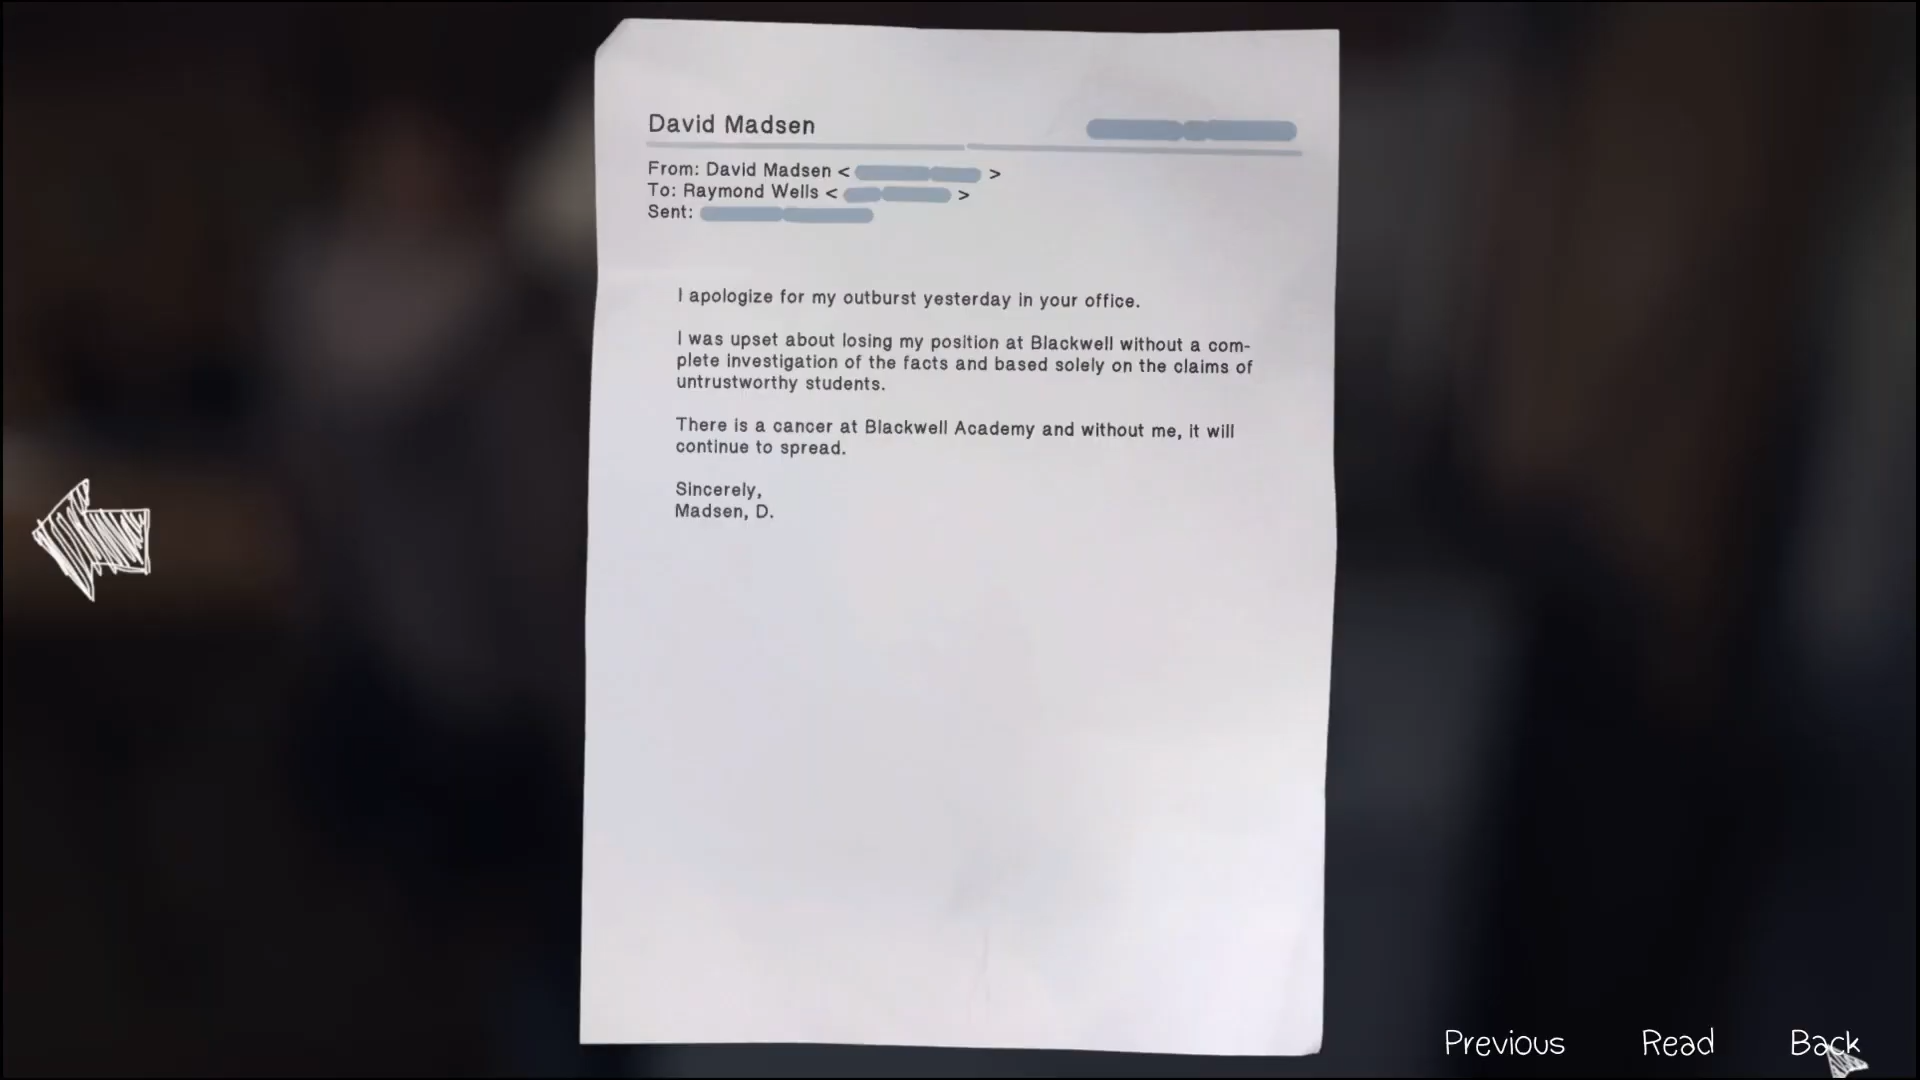 David Madsen
From: David Madsen < >
To: Raymond Wells < >
Sent:
I apologize for my outburst yesterday in your office.
I was upset about losing my position at Blackwell without a com-
plete investigation of the facts and based solely on the claims of
untrustworthy students.
There is a cancer at Blackwell Academy and without me, it will
continue to spread.
Sincerely,
Madsen, D.
Previous Read Back